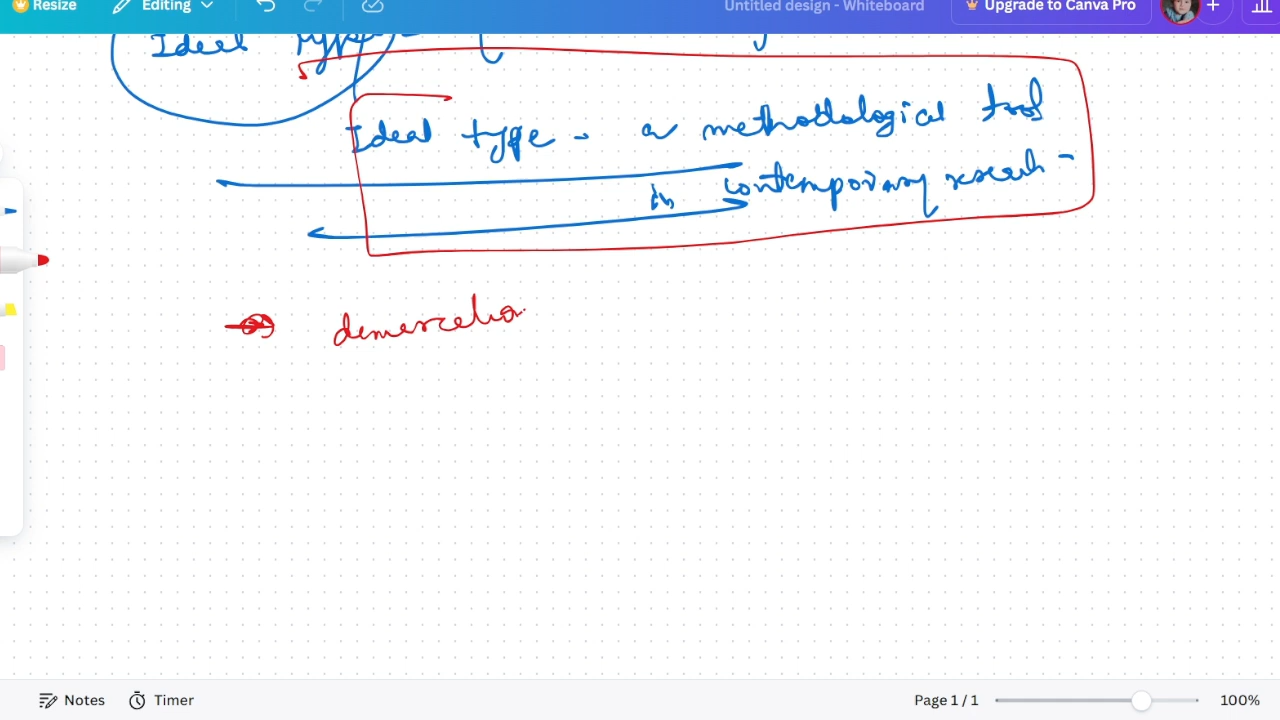 Resize Editing Untitled design - Whiteboard Upgrade to Canva Pro +
Ideal
Ideal type - a methodological tool
in contemporary research -
Notes Timer Page 1 / 1 100%